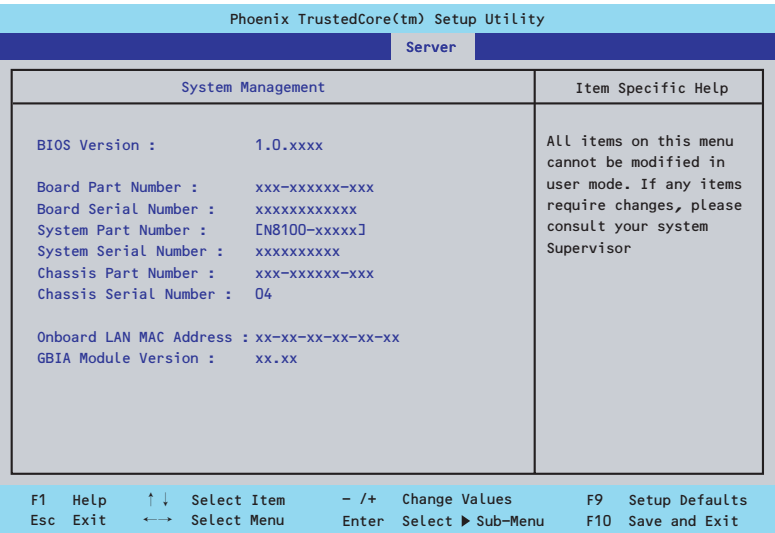 Phoenix TrustedCore(tm) Setup Utility
Server
System Management
Item Specific Help
BIOS Version : 1.0.xxxx
Board Part Number : xxx-xxxxxx-xxx
Board Serial Number : xxxxxxxxxxxx
System Part Number : [N8100-xxxxx]
System Serial Number : xxxxxxxxxx
Chassis Part Number : xxx-xxxxxx-xxx
Chassis Serial Number : 04
Onboard LAN MAC Address : xx-xx-xx-xx-xx-xx
GBIA Module Version : xx.xx
All items on this menu
cannot be modified in
user mode. If any items
require changes, please
consult your system
Supervisor
F1 Help ↑↓ Select Item - /+ Change Values F9 Setup Defaults
Esc Exit ←→ Select Menu Enter Select ▶ Sub-Menu F10 Save and Exit